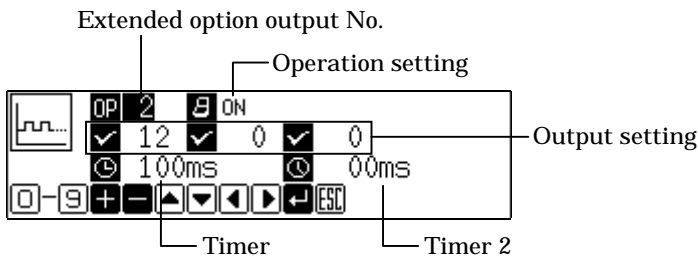 Extended option output No.
Operation setting
OP 2 ON
12 0 0
Output setting
100ms 00ms
0-9 + - ESC
Timer Timer 2